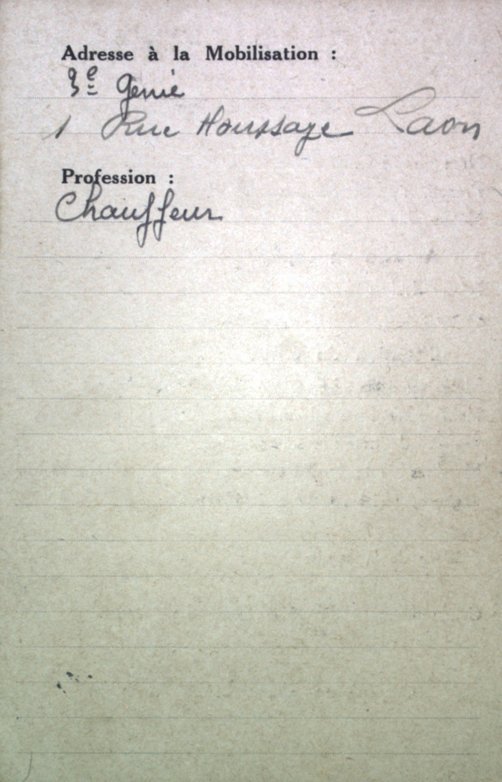 Adresse à la Mobilisation :
3e Génie
1 Rue Houssaye Laon
Profession :
Chauffeur